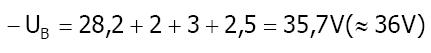 − U_B = 28,2 + 2 + 3 + 2,5 = 35,7V(≈ 36V)